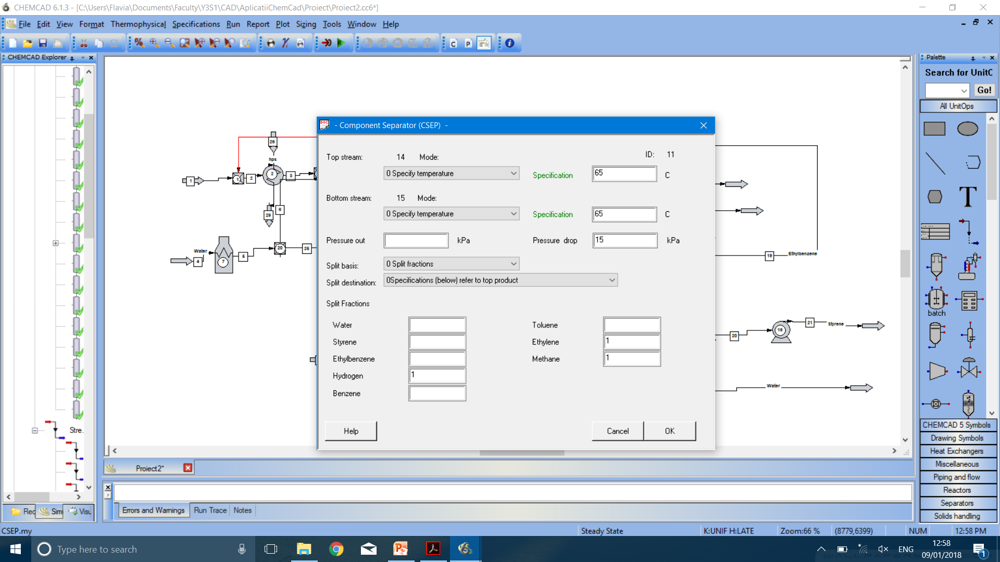 CHEMCAD 6.1.3 - [C:\Users\Flavia\Documents\Faculty\Y3S1\CAD\AplicatiiChemCad\Proiect\Proiect2.cc6*]
File Edit View Format Thermophysical Specifications Run Report Plot Sizing Tools Window Help
C P
CHEMCAD Explorer
Stre.
Rec Simi Visu
26
hps
1
1
2
2
3
29
6
Water
4
7
5
20
25
- Component Separator (CSEP) -
Top stream: 14 Mode: ID: 11
0 Specify temperature Specification 65 C
Bottom stream: 15 Mode:
0 Specify temperature Specification 65 C
Pressure out kPa Pressure drop 15 kPa
Split basis: 0 Split fractions
Split destination: 0Specifications (below) refer to top product
Split Fractions
Water Toluene
Styrene Ethylene 1
Ethylbenzene Methane 1
Hydrogen 1
Benzene
Help Cancel OK
19 Ethylbenzene
20
16
21 Styrene
Water
Palette
Search for UnitC
Go!
All UnitOps
T
batch
CHEMCAD 5 Symbols
Drawing Symbols
Heat Exchangers
Miscellaneous
Piping and flow
Reactors
Separators
Solids handling
Proiect2*
Errors and Warnings Run Trace Notes
CSEP.my Steady State K:UNIF H:LATE Zoom:66 % (8779,6399) NUM 12:58 PM
Type here to search
ENG
12:58
09/01/2018
1